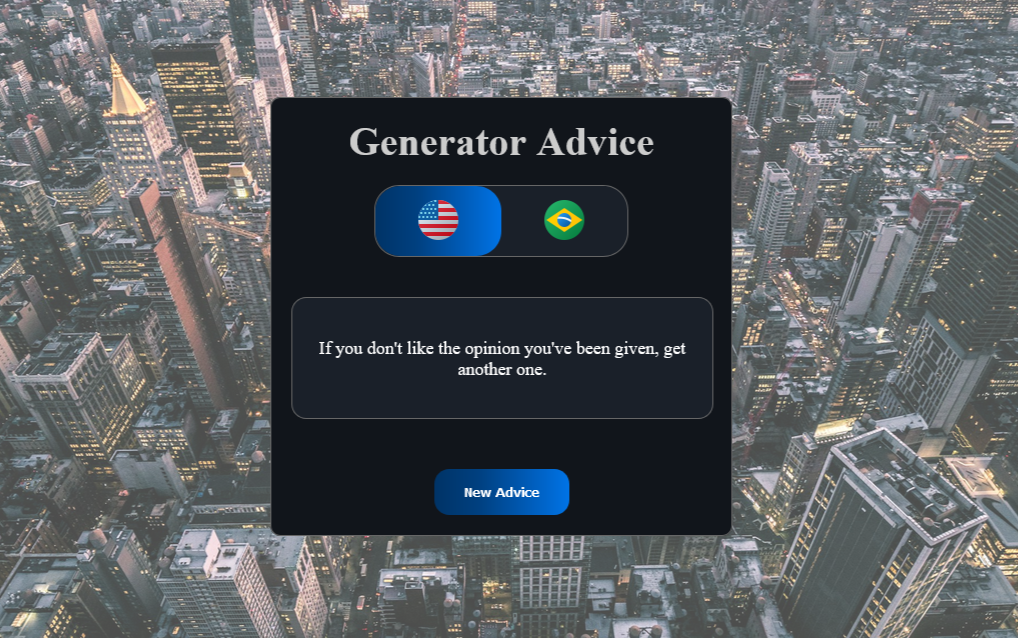 Generator Advice
If you don't like the opinion you've been given, get
another one.
New Advice